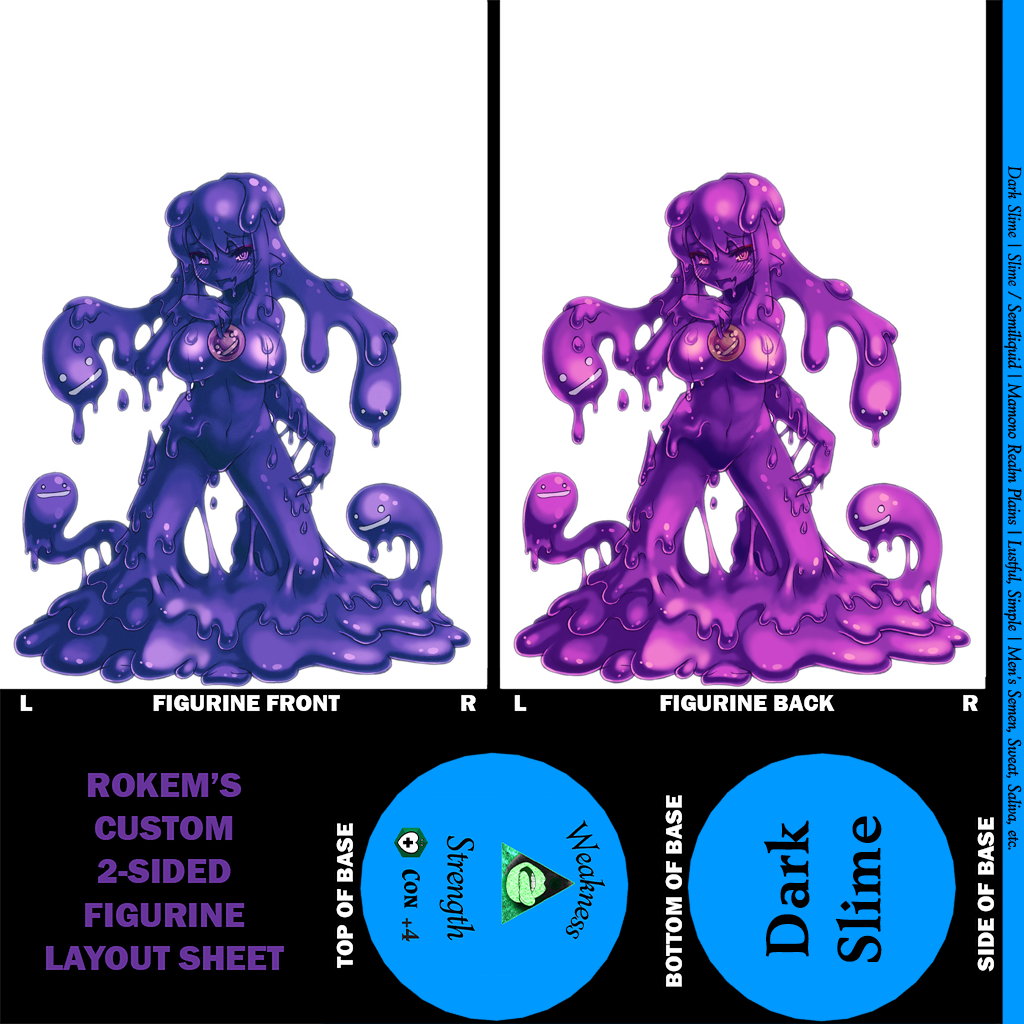 L FIGURINE FRONT R
L FIGURINE BACK R
ROKEM'S
CUSTOM
2-SIDED
FIGURINE
LAYOUT SHEET
TOP OF BASE
Weakness
Strength
CON +4
BOTTOM OF BASE
Dark
Slime
SIDE OF BASE
Dark Slime | Slime / Semiliquid | Mamono Realm Plains | Lustful, Simple | Men's Semen, Sweat, Saliva, etc.